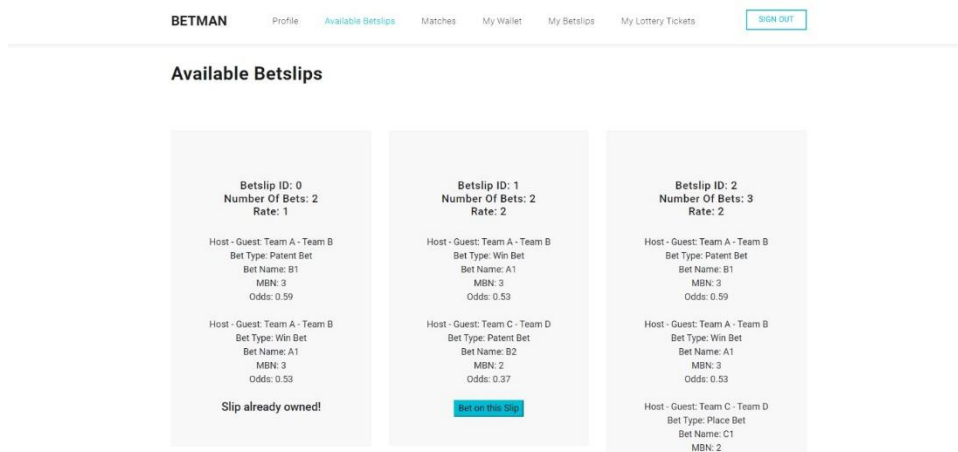 BETMAN Profile Available Betslips Matches My Wallet My Betslips My Lottery Tickets SIGN OUT
Available Betslips
Betslip ID: 0
Number Of Bets: 2
Rate: 1
Host - Guest: Team A - Team B
Bet Type: Patent Bet
Bet Name: B1
MBN: 3
Odds: 0.59
Host - Guest: Team A - Team B
Bet Type: Win Bet
Bet Name: A1
MBN: 3
Odds: 0.53
Slip already owned!
Betslip ID: 1
Number Of Bets: 2
Rate: 2
Host - Guest: Team A - Team B
Bet Type: Win Bet
Bet Name: A1
MBN: 3
Odds: 0.53
Host - Guest: Team C - Team D
Bet Type: Patent Bet
Bet Name: B2
MBN: 2
Odds: 0.37
Bet on this Slip
Betslip ID: 2
Number Of Bets: 3
Rate: 2
Host - Guest: Team A - Team B
Bet Type: Patent Bet
Bet Name: B1
MBN: 3
Odds: 0.59
Host - Guest: Team A - Team B
Bet Type: Win Bet
Bet Name: A1
MBN: 3
Odds: 0.53
Host - Guest: Team C - Team D
Bet Type: Place Bet
Bet Name: C1
MBN: 2